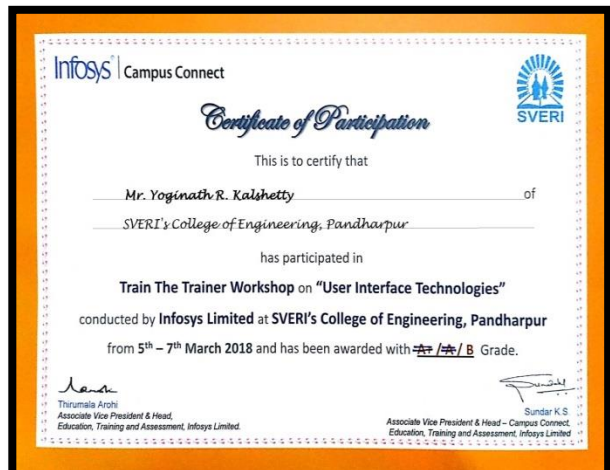 Infosys® | Campus Connect
SVERI
Certificate of Participation
This is to certify that
Mr. Yoginath R. Kalshetty of
SVERI's College of Engineering, Pandharpur
has participated in
Train The Trainer Workshop on “User Interface Technologies”
conducted by Infosys Limited at SVERI’s College of Engineering, Pandharpur
from 5th – 7th March 2018 and has been awarded with A+ / A / B Grade.
Thirumala Arohi
Associate Vice President & Head,
Education, Training and Assessment, Infosys Limited.
Sundar K.S.
Associate Vice President & Head – Campus Connect,
Education, Training and Assessment, Infosys Limited